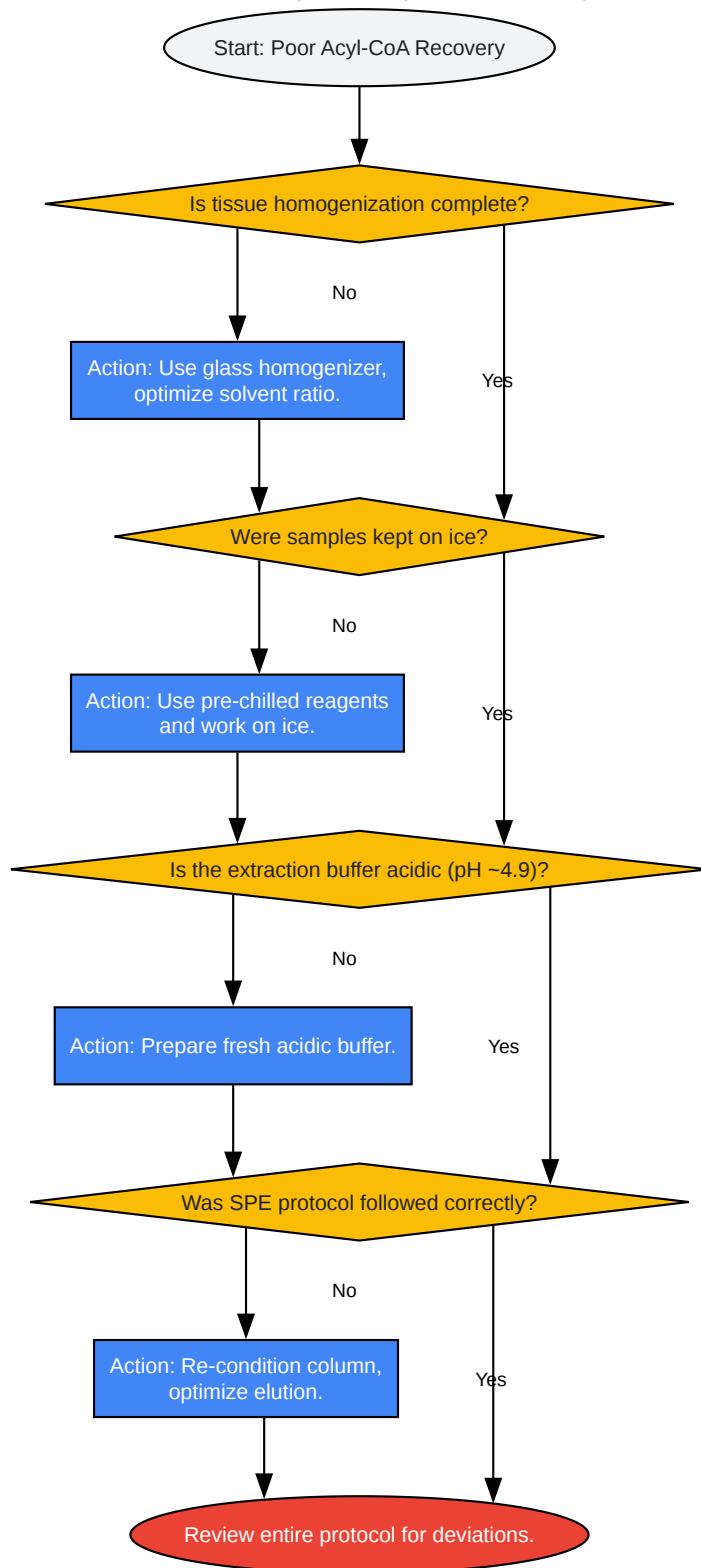 Start: Poor Acyl-CoA Recovery
Is tissue homogenization complete?
No
Action: Use glass homogenizer,
optimize solvent ratio.
Yes
Were samples kept on ice?
No
Action: Use pre-chilled reagents
and work on ice.
Yes
Is the extraction buffer acidic (pH ~4.9)?
No
Action: Prepare fresh acidic buffer.
Yes
Was SPE protocol followed correctly?
No
Action: Re-condition column,
optimize elution.
Yes
Review entire protocol for deviations.